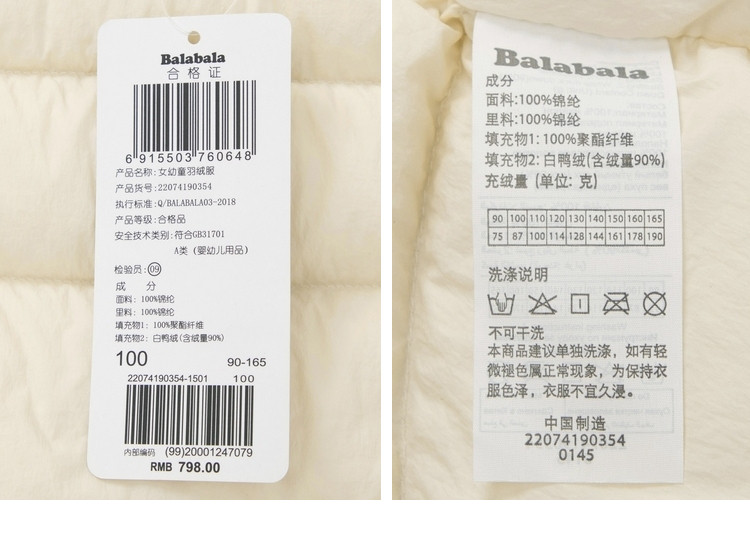 Balabala
合格证
6 915503 760648
产品名称:女幼童羽绒服
产品货号:22074190354
执行标准:Q/BALABALA03-2018
产品等级:合格品
安全技术类别:符合GB31701
A类（婴幼儿用品）
检验员:09
成 分
面料：100%锦纶
里料：100%锦纶
填充物1：100%聚酯纤维
填充物2：白鸭绒(含绒量90%)
100 90-165
22074190354-1501 100
内部编码 (99)20001247079
RMB 798.00
Balabala
成分
面料:100%锦纶
里料:100%锦纶
填充物1: 100%聚酯纤维
填充物2: 白鸭绒(含绒量90%)
充绒量 (单位: 克)
90 100 110 120 130 140 150 160 165
75 87 100 114 128 144 161 178 190
洗涤说明
不可干洗
本商品建议单独洗涤，如有轻
微褪色属正常现象，为保持衣
服色泽，衣服不宜久浸。
中国制造
22074190354
0145